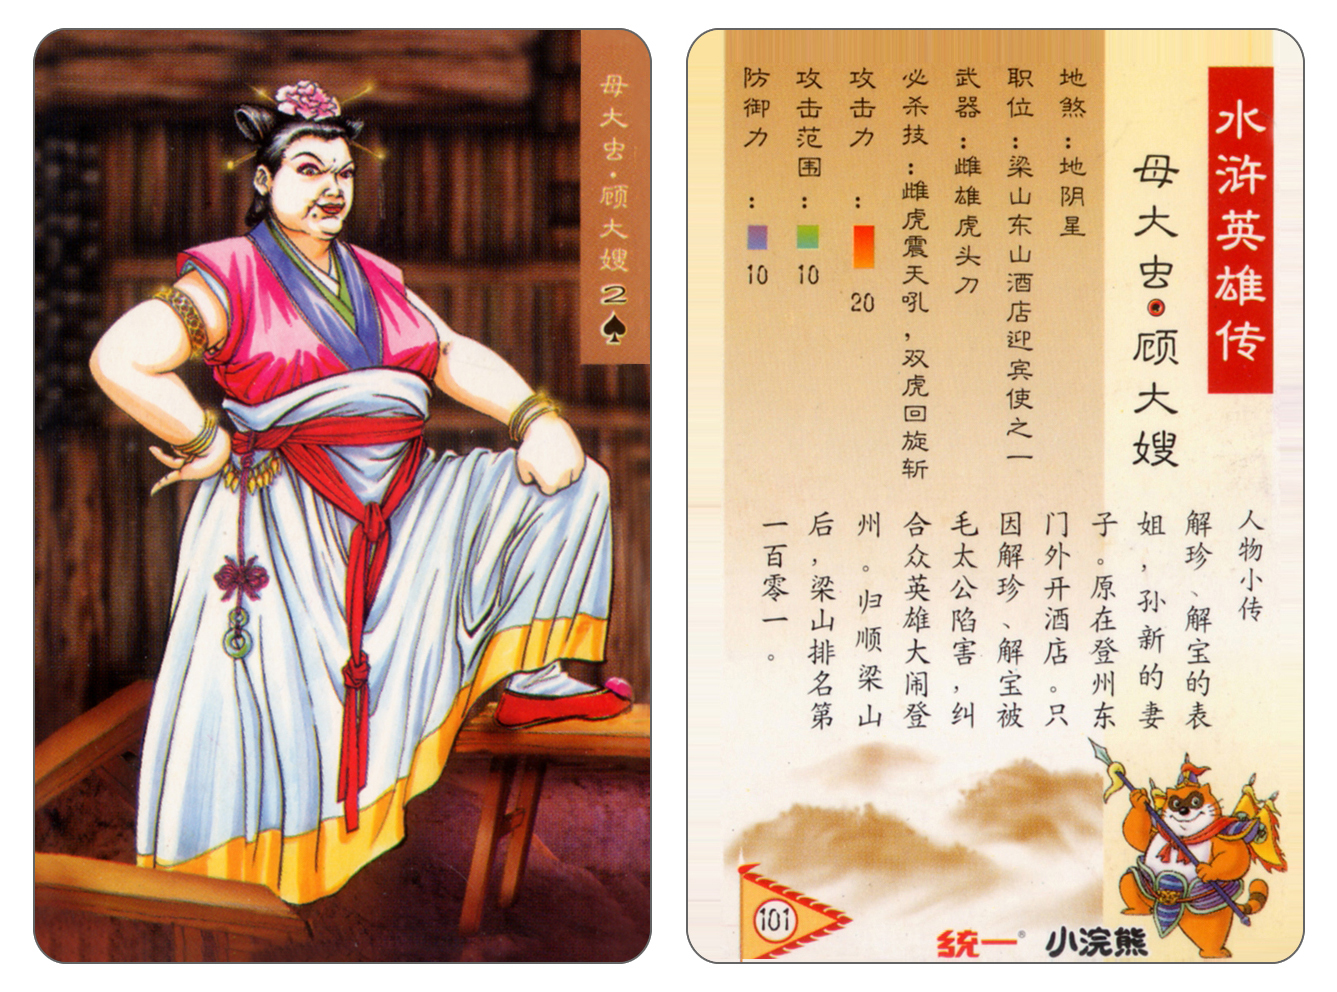 母大虫·顾大嫂
2
水浒英雄传
母大虫·顾大嫂
地煞：地阴星
职位：梁山东山酒店迎宾使之一
武器：雌雄虎头刀
必杀技：雌虎震天吼，双虎回旋斩
攻击力：20
攻击范围：10
防御力：10
人物小传
解珍、解宝的表
姐，孙新的妻
子。原在登州东
门外开酒店。只
因解珍、解宝被
毛太公陷害，纠
合众英雄大闹登
州。归顺梁山
后，梁山排名第
一百零一。
101
統一®
小浣熊